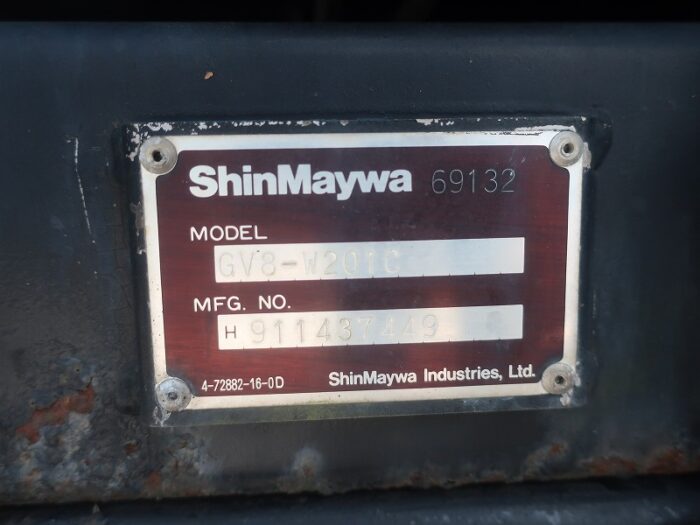 ShinMaywa 69132
MODEL
GV8-W201C
MFG. NO.
H 911437449
4-72882-16-0D ShinMaywa Industries, Ltd.